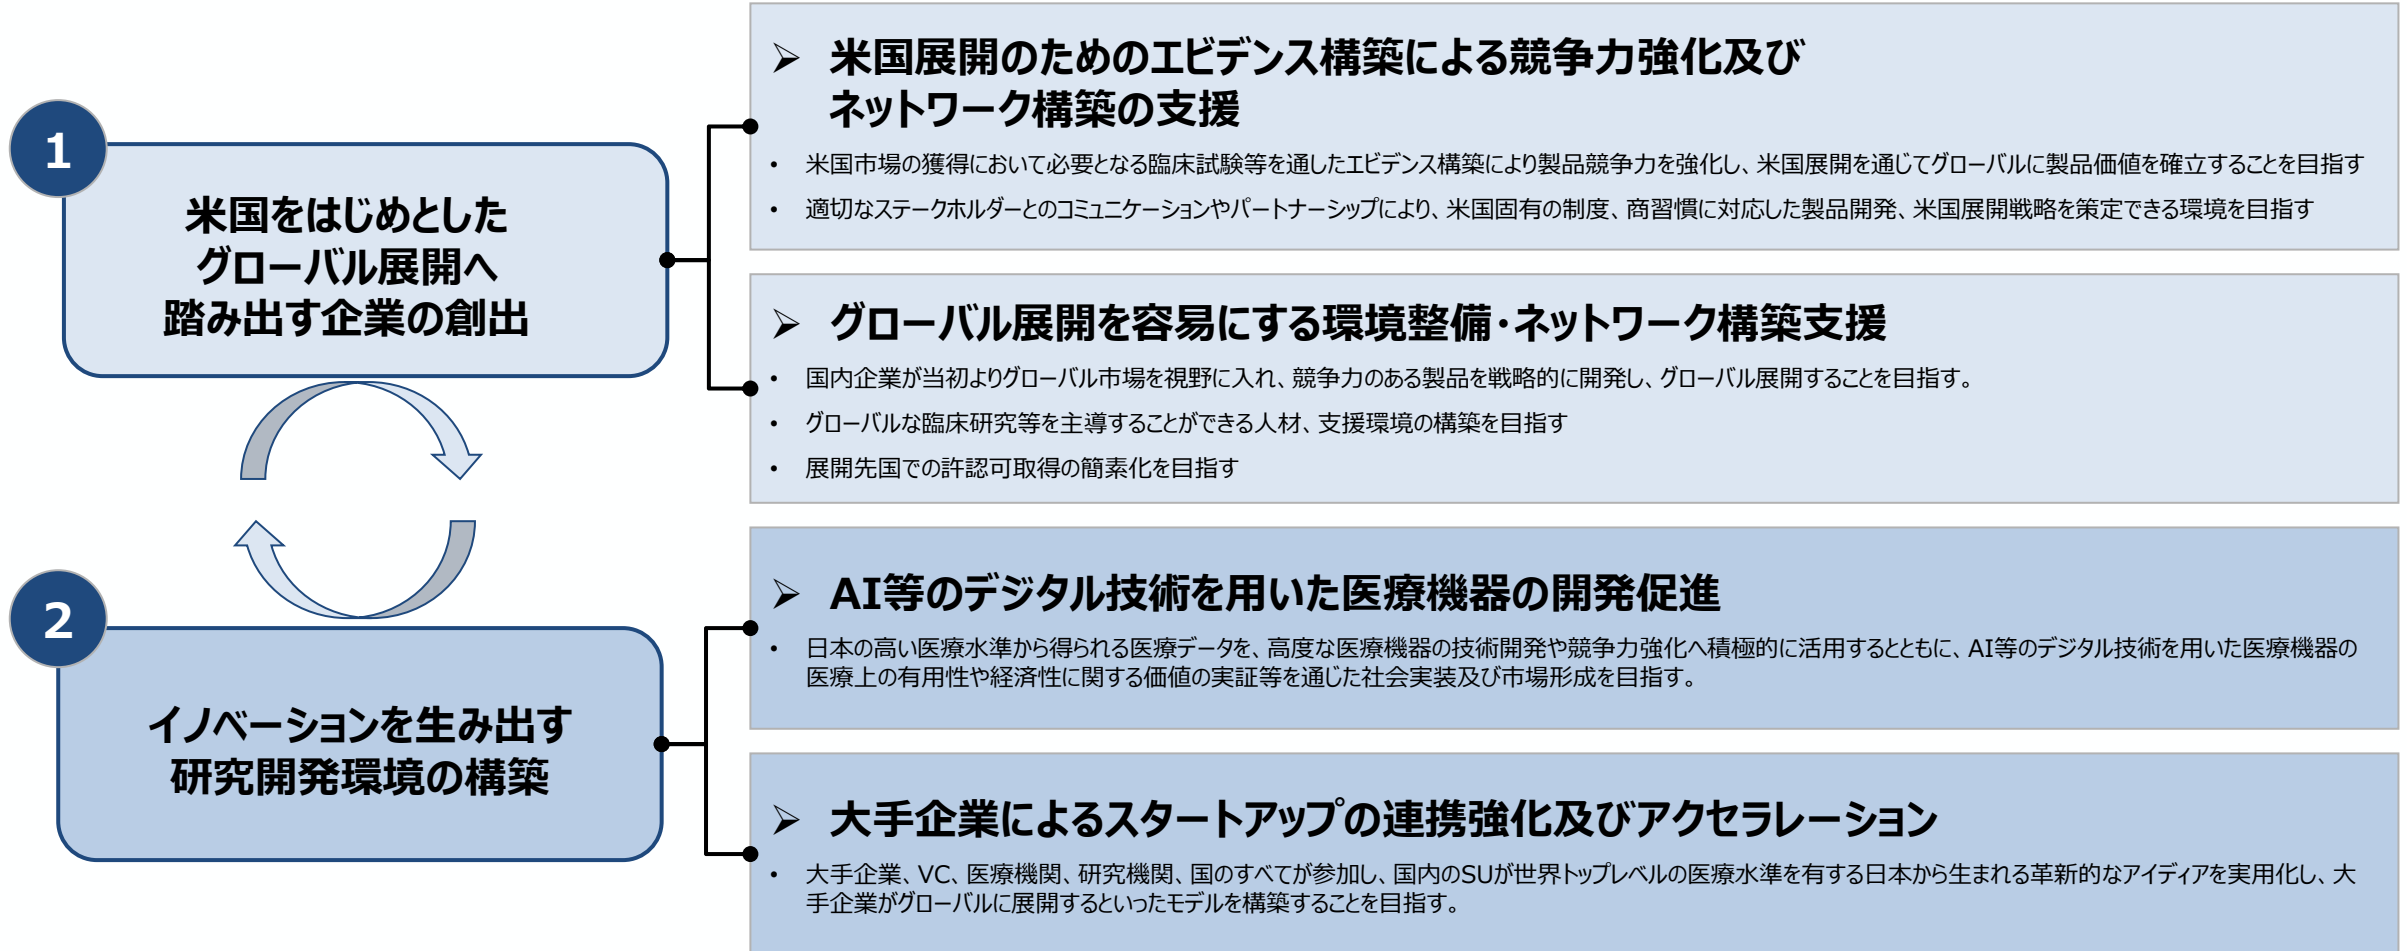 1
米国をはじめとした
グローバル展開へ
踏み出す企業の創出
➢ 米国展開のためのエビデンス構築による競争力強化及び
ネットワーク構築の支援
• 米国市場の獲得において必要となる臨床試験等を通したエビデンス構築により製品競争力を強化し、米国展開を通じてグローバルに製品価値を確立することを目指す
• 適切なステークホルダーとのコミュニケーションやパートナーシップにより、米国固有の制度、商習慣に対応した製品開発、米国展開戦略を策定できる環境を目指す
➢ グローバル展開を容易にする環境整備・ネットワーク構築支援
• 国内企業が当初よりグローバル市場を視野に入れ、競争力のある製品を戦略的に開発し、グローバル展開することを目指す。
• グローバルな臨床研究等を主導することができる人材、支援環境の構築を目指す
• 展開先国での許認可取得の簡素化を目指す
2
イノベーションを生み出す
研究開発環境の構築
➢ AI等のデジタル技術を用いた医療機器の開発促進
• 日本の高い医療水準から得られる医療データを、高度な医療機器の技術開発や競争力強化へ積極的に活用するとともに、AI等のデジタル技術を用いた医療機器の
医療上の有用性や経済性に関する価値の実証等を通じた社会実装及び市場形成を目指す。
➢ 大手企業によるスタートアップの連携強化及びアクセラレーション
• 大手企業、VC、医療機関、研究機関、国のすべてが参加し、国内のSUが世界トップレベルの医療水準を有する日本から生まれる革新的なアイディアを実用化し、大
手企業がグローバルに展開するといったモデルを構築することを目指す。